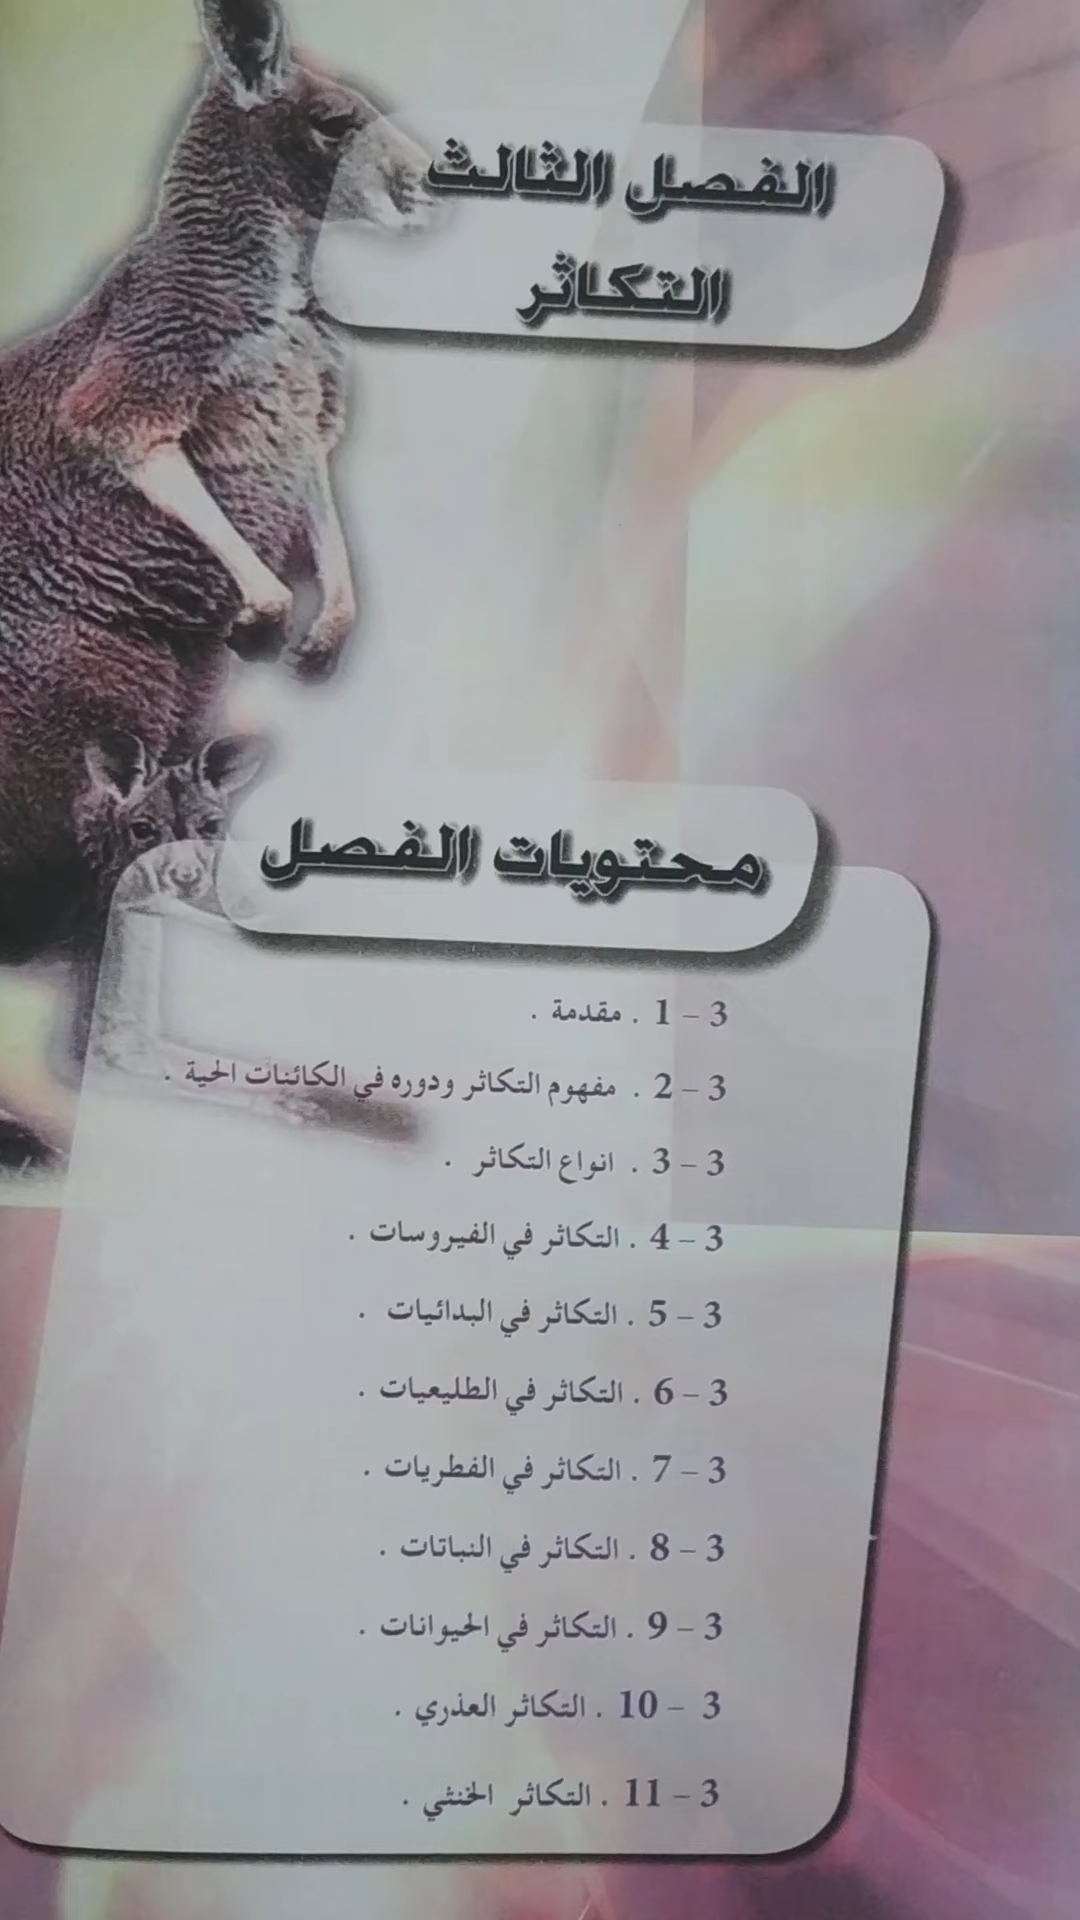 الفصل الثالث
التكاثر
محتويات الفصل
3 – 1 . مقدمة .
3 – 2 . مفهوم التكاثر ودوره في الكائنات الحية .
3 – 3 . انواع التكاثر .
3 – 4 . التكاثر في الفيروسات .
3 – 5 . التكاثر في البدائيات .
3 – 6 . التكاثر في الطليعيات .
3 – 7 . التكاثر في الفطريات .
3 – 8 . التكاثر في النباتات .
3 – 9 . التكاثر في الحيوانات .
3 – 10 . التكاثر العذري .
3 – 11 . التكاثر الخنثي .